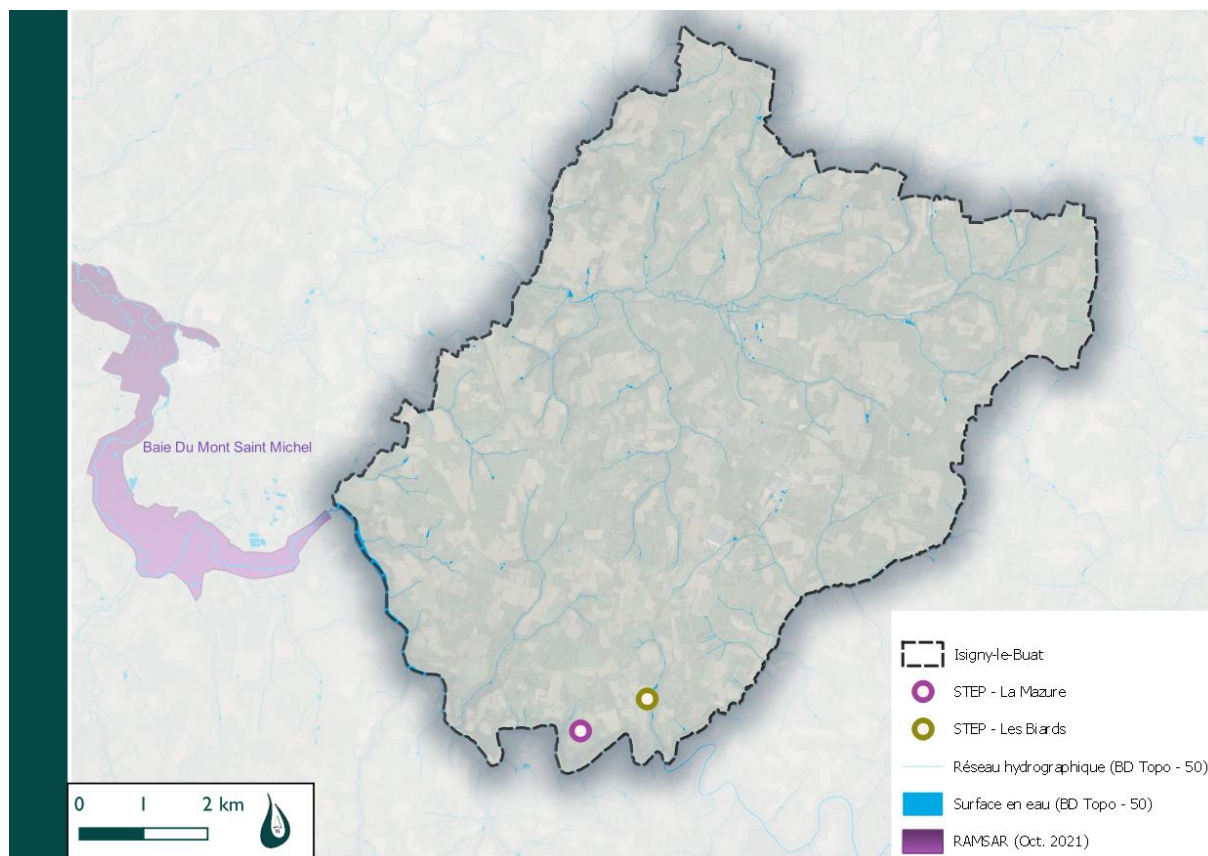 Baie Du Mont Saint Michel
Isigny-le-Buat
STEP - La Mazure
STEP - Les Biards
Réseau hydrographique (BD Topo - 50)
Surface en eau (BD Topo - 50)
RAMSAR (Oct. 2021)
0 1 2 km
N